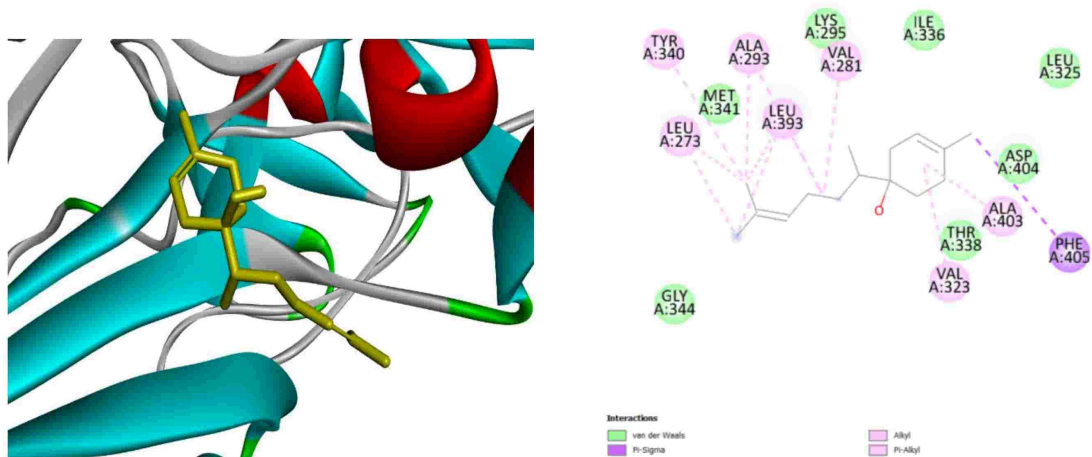 LYS
A:295
ILE
A:336
TYR
A:340
ALA
A:293
VAL
A:281
LEU
A:325
MET
A:341
LEU
A:393
LEU
A:273
ASP
A:404
O
ALA
A:403
THR
A:338
PHE
A:405
VAL
A:323
GLY
A:344
Interactions
van der Waals
Pi-Sigma
Alkyl
Pi-Alkyl